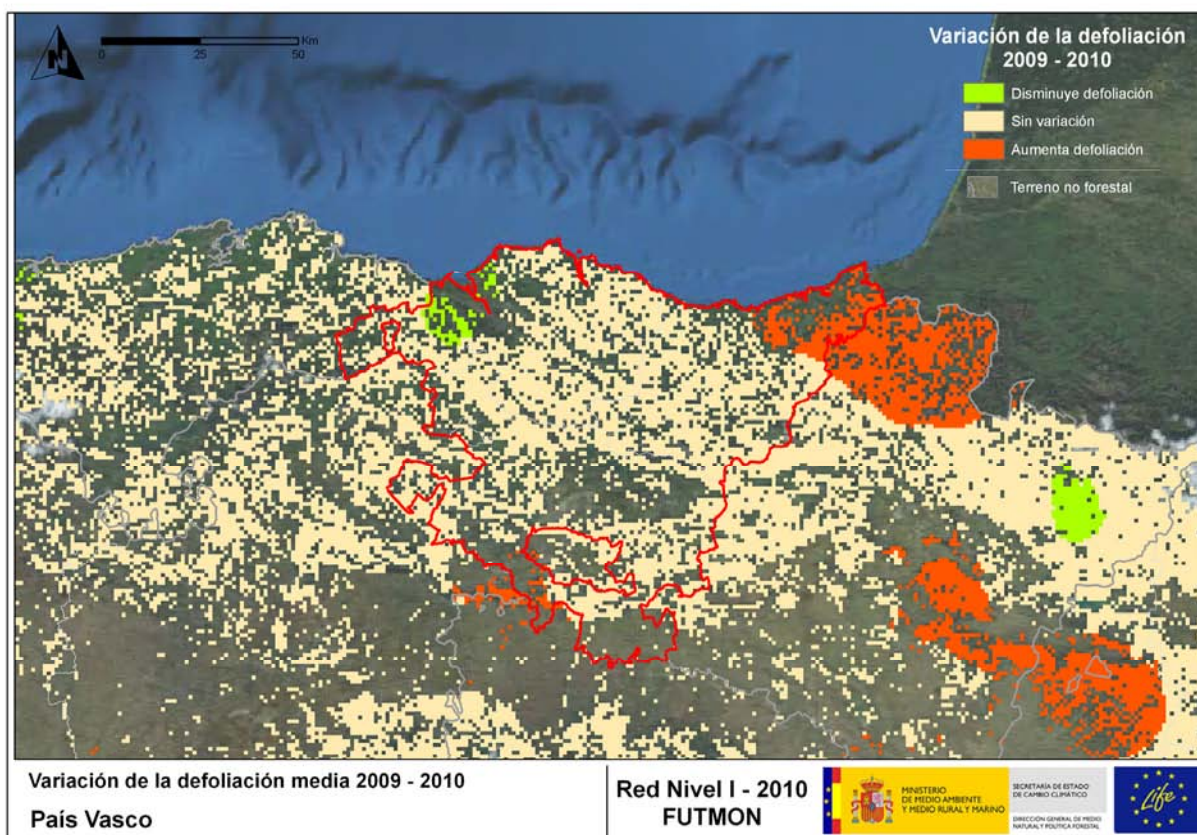 N
0 25 50 Km
Variación de la defoliación
2009 - 2010
Disminuye defoliación
Sin variación
Aumenta defoliación
Terreno no forestal
Variación de la defoliación media 2009 - 2010
País Vasco
Red Nivel I - 2010
FUTMON
MINISTERIO
DE MEDIO AMBIENTE
Y MEDIO RURAL Y MARINO
SECRETARÍA DE ESTADO
DE CAMBIO CLIMÁTICO
DIRECCIÓN GENERAL DE MEDIO
NATURAL Y POLÍTICA FORESTAL
Life